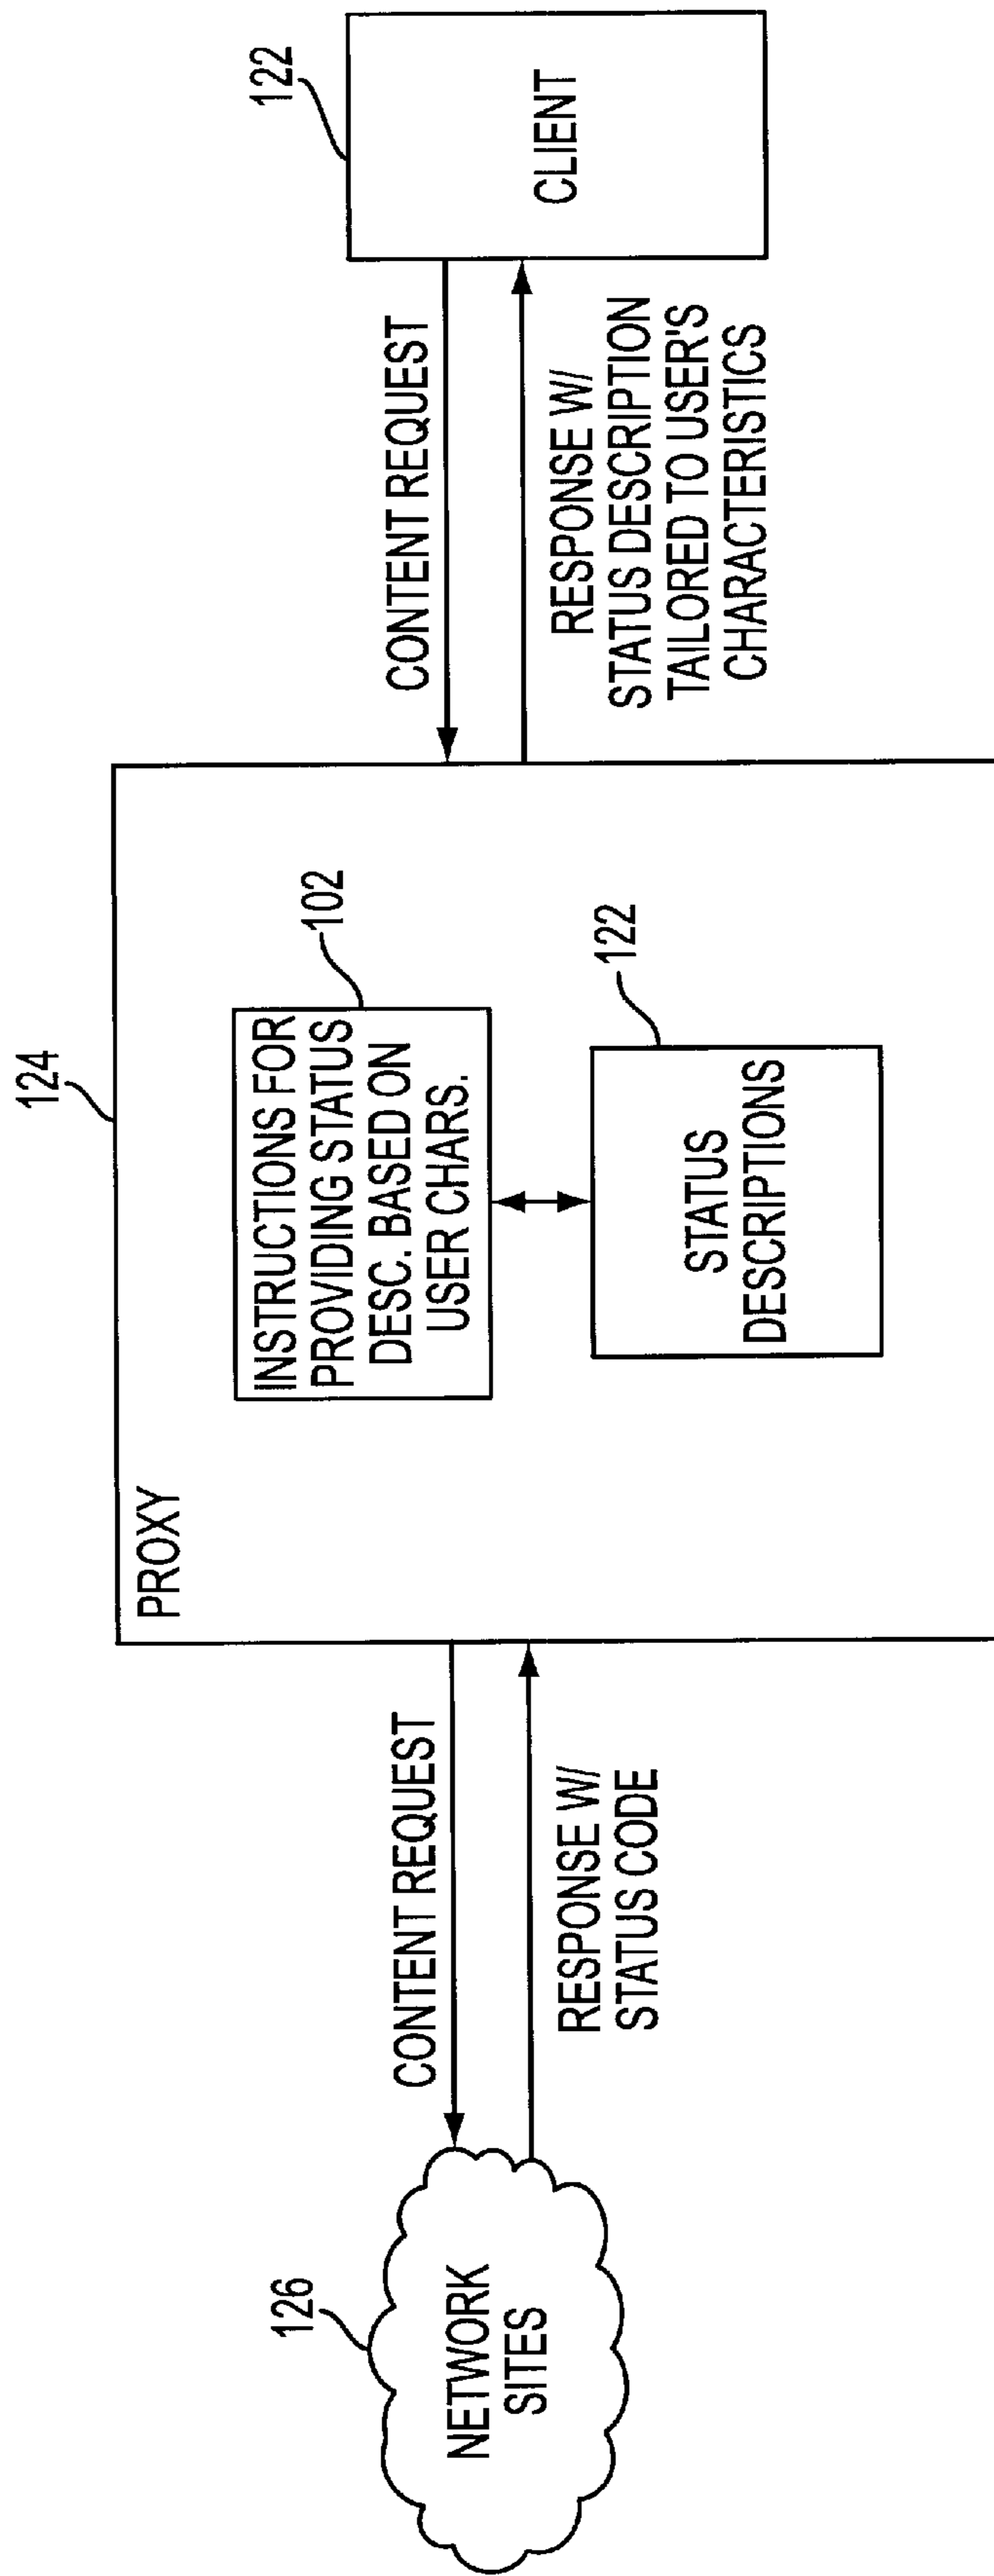 124
PROXY
INSTRUCTIONS FOR
PROVIDING STATUS
DESC. BASED ON
USER CHARS.
102
STATUS
DESCRIPTIONS
122
126
NETWORK
SITES
CONTENT REQUEST
RESPONSE W/
STATUS CODE
CONTENT REQUEST
RESPONSE W/
STATUS DESCRIPTION
TAILORED TO USER'S
CHARACTERISTICS
122
CLIENT